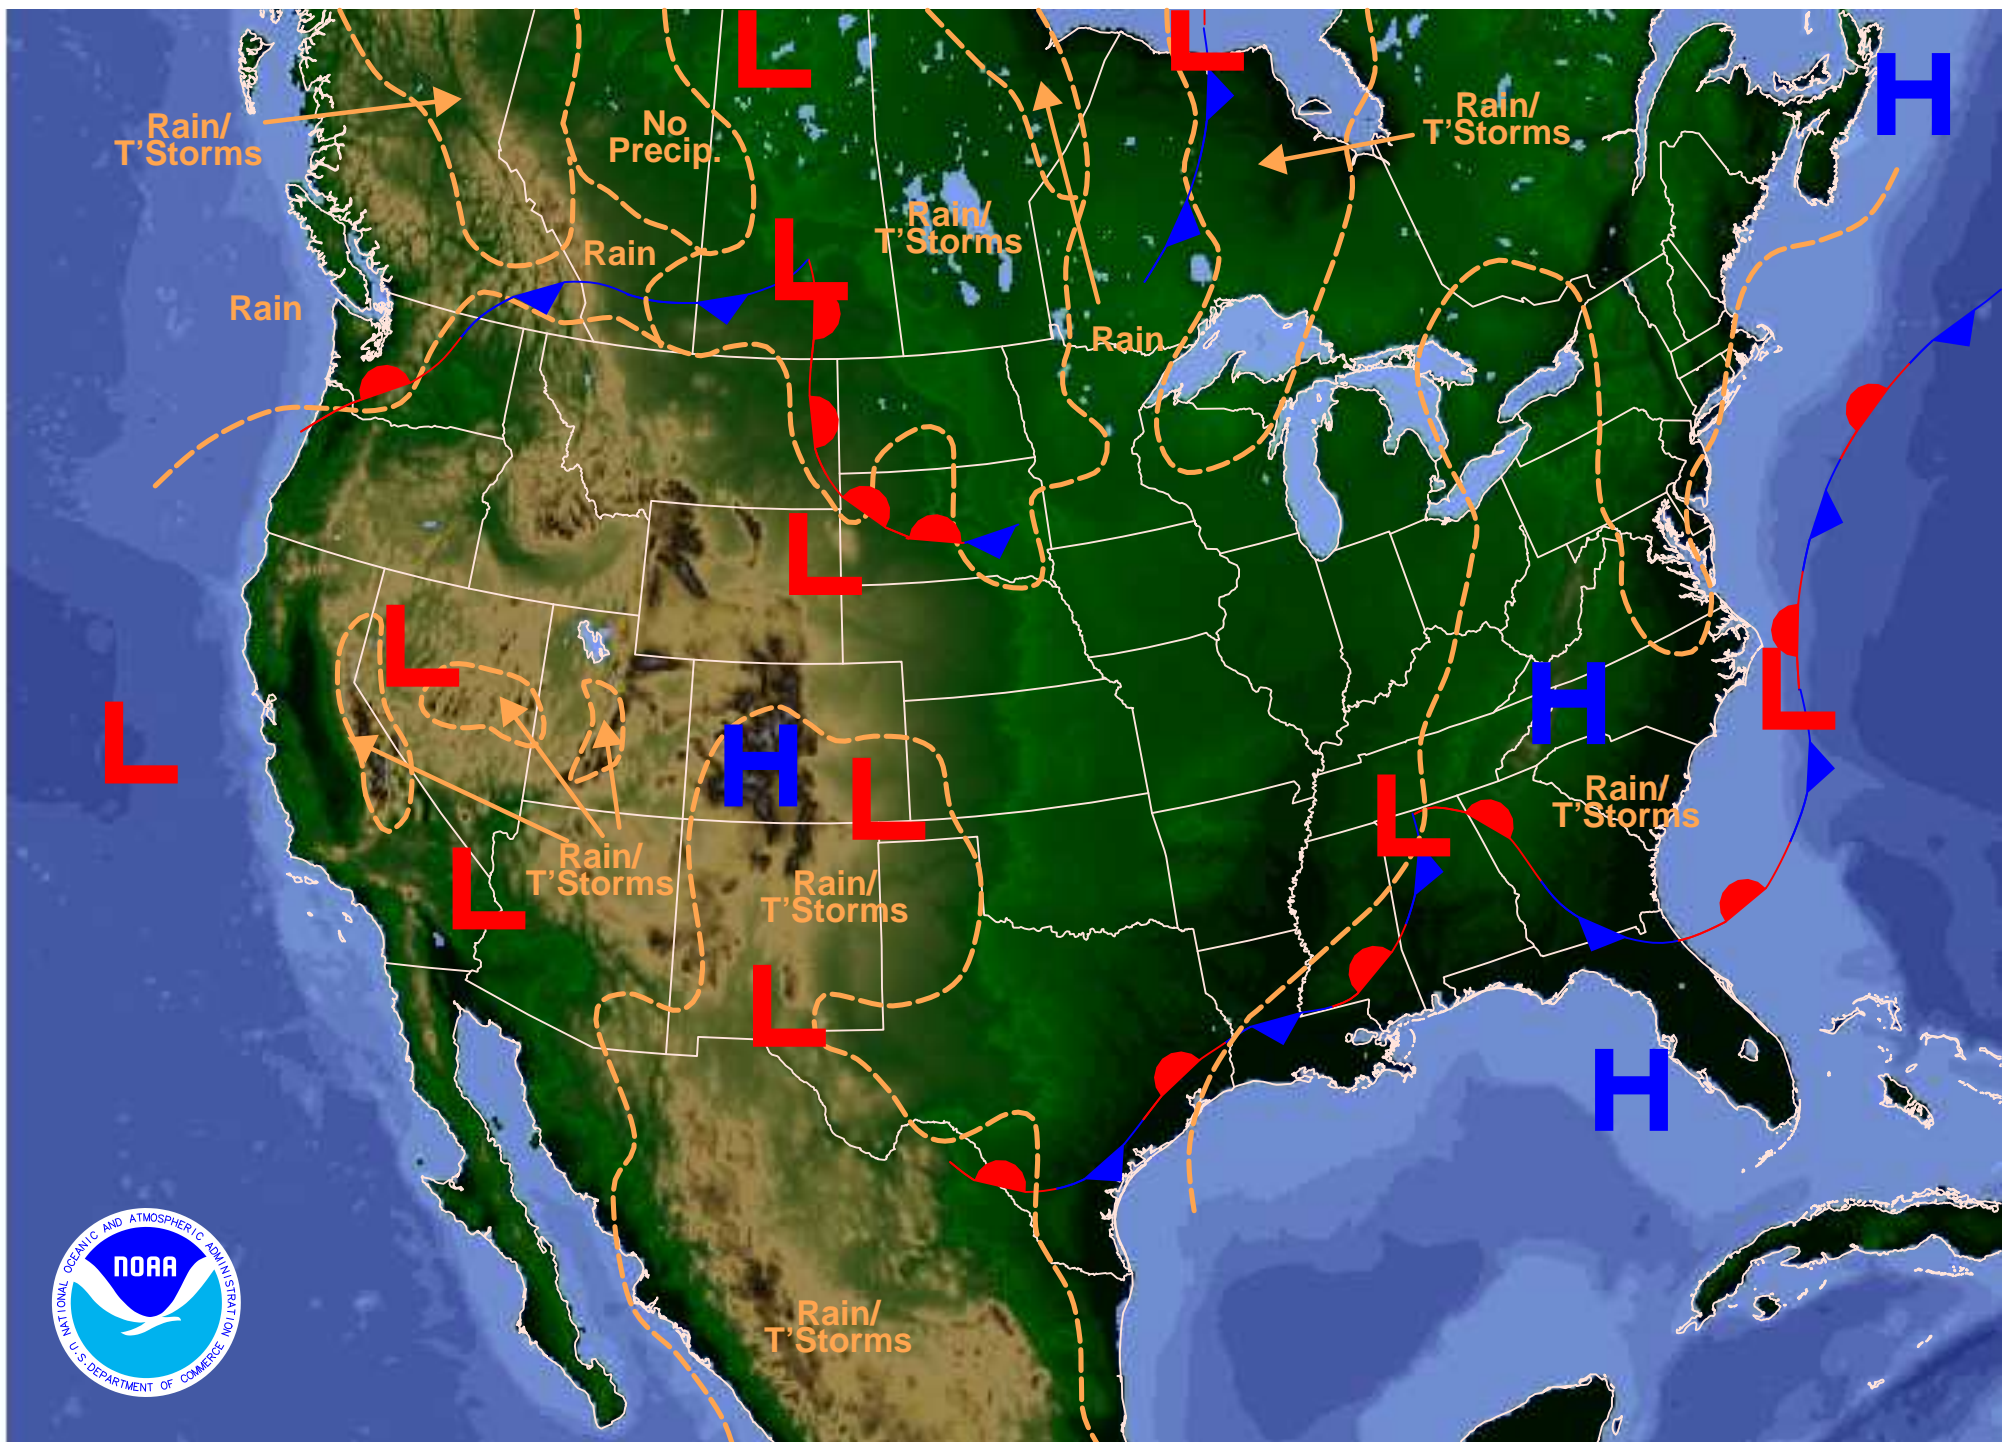 L
L
H
Rain/
T'Storms
No
Precip.
Rain/
T'Storms
Rain/
T'Storms
Rain
L
Rain
Rain
L
L
L
H
L
H
L
L
L
Rain/
T'Storms
Rain/
T'Storms
L
Rain/
T'Storms
L
H
Rain/
T'Storms
NATIONAL OCEANIC AND ATMOSPHERIC ADMINISTRATION
NOAA
U.S. DEPARTMENT OF COMMERCE